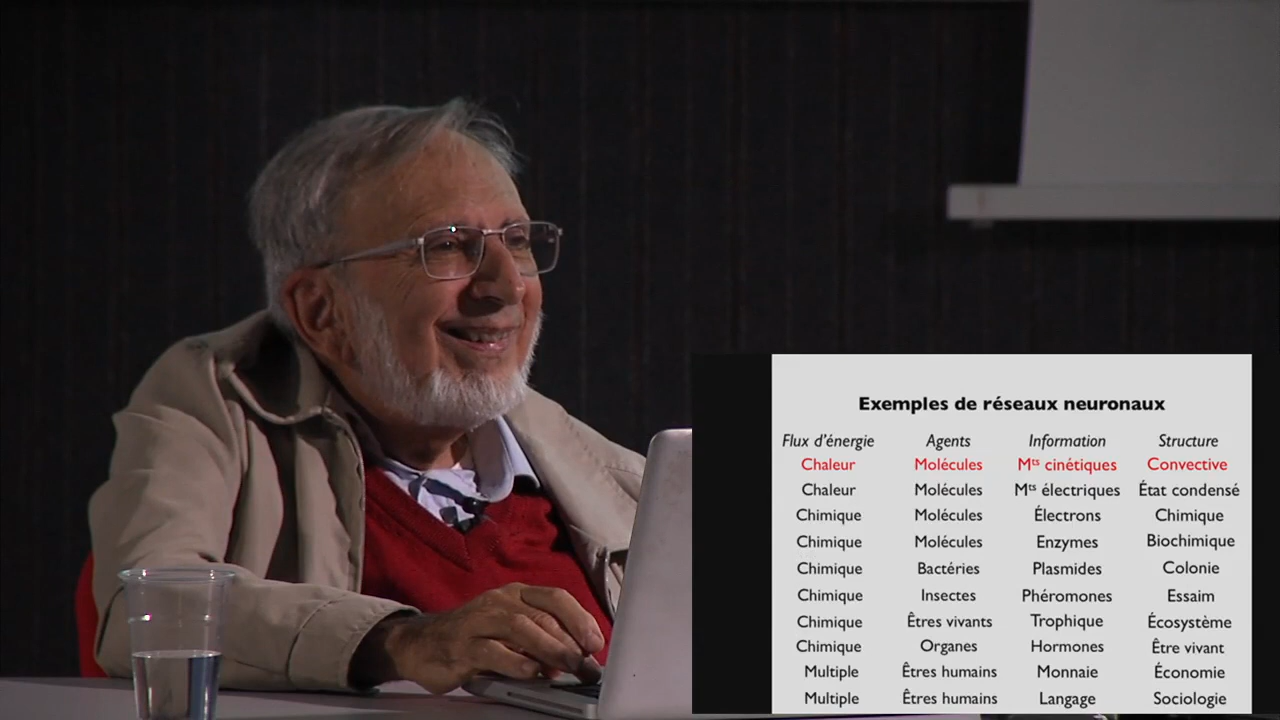 Exemples de réseaux neuronaux
Flux d'énergie Agents Information Structure
Chaleur Molécules Mts cinétiques Convective
Chaleur Molécules Mts électriques État condensé
Chimique Molécules Électrons Chimique
Chimique Molécules Enzymes Biochimique
Chimique Bactéries Plasmides Colonie
Chimique Insectes Phéromones Essaim
Chimique Êtres vivants Trophique Écosystème
Chimique Organes Hormones Être vivant
Multiple Êtres humains Monnaie Économie
Multiple Êtres humains Langage Sociologie